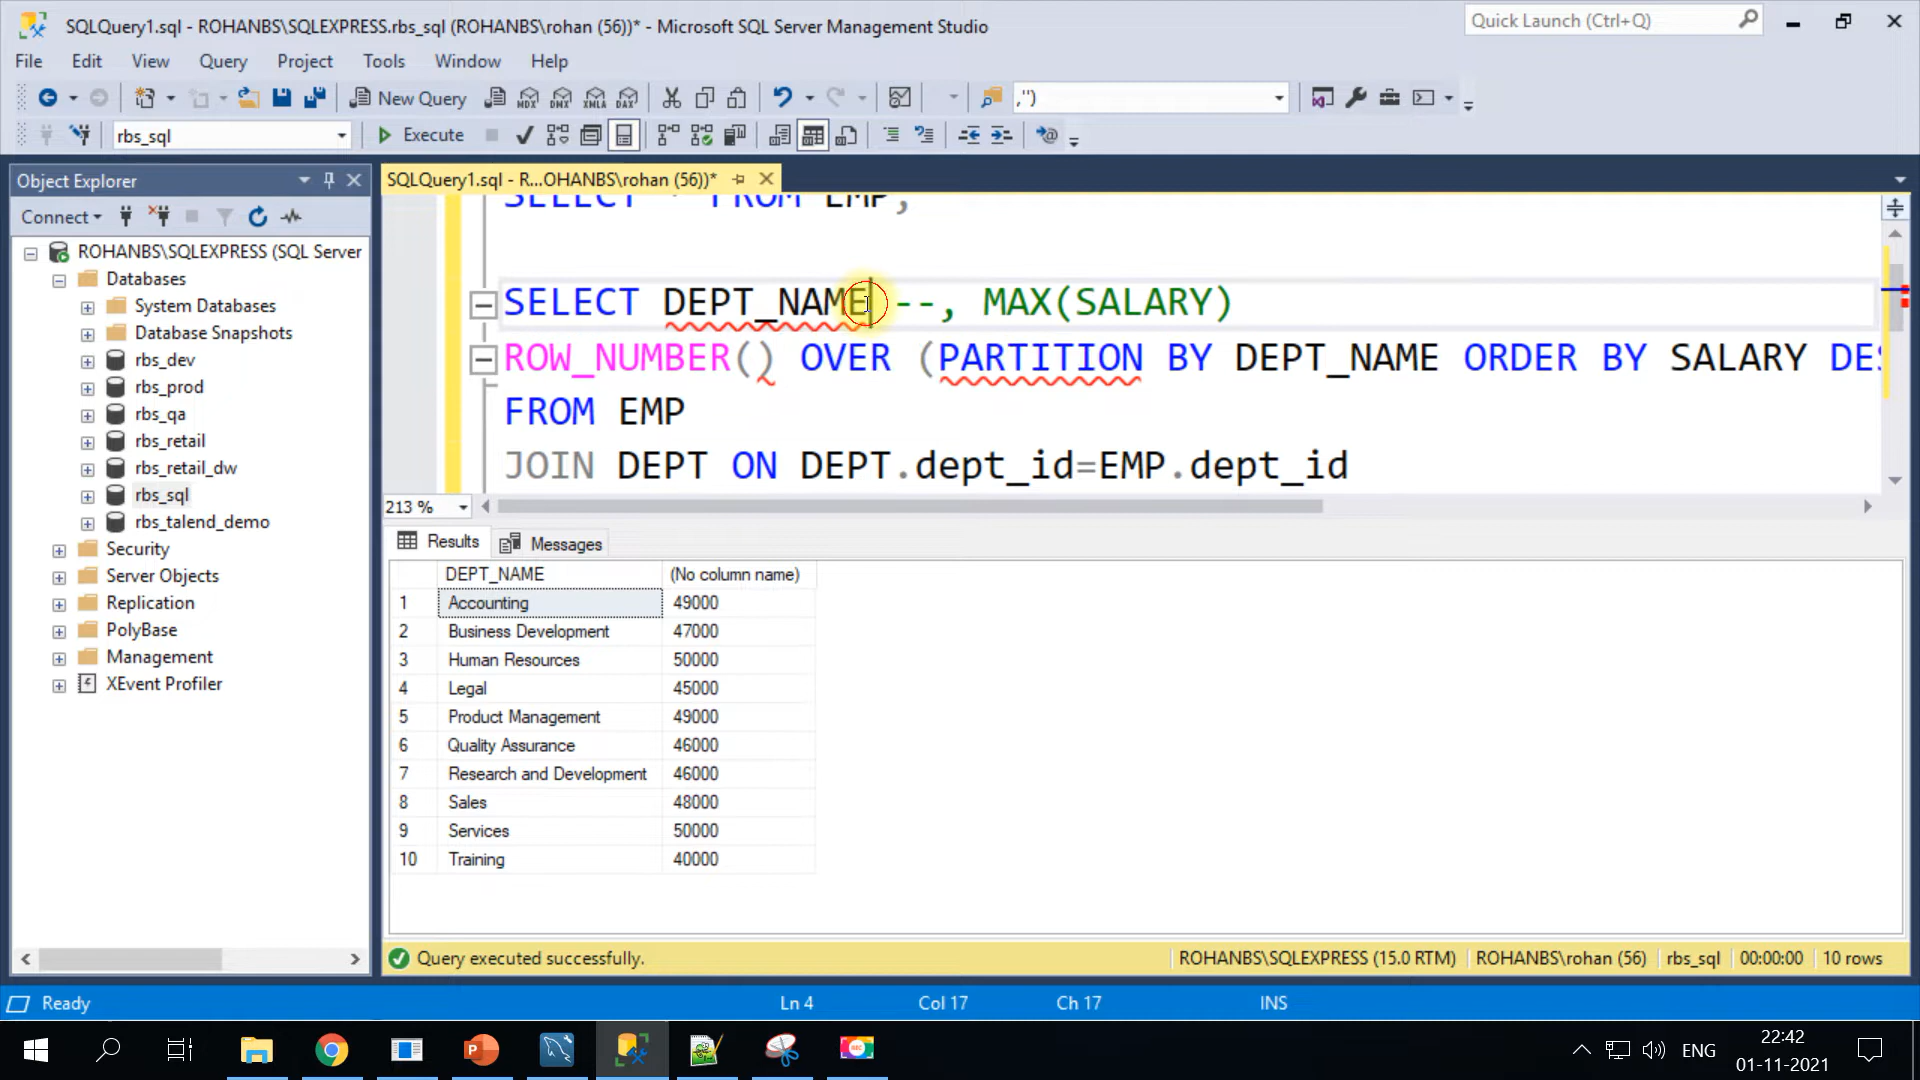 SQLQuery1.sql - ROHANBS\SQLEXPRESS.rbs_sql (ROHANBS\rohan (56))* - Microsoft SQL Server Management Studio
Quick Launch (Ctrl+Q)
File Edit View Query Project Tools Window Help
New Query
MDX DMX XMLA DAX
,'')
rbs_sql
Execute
Object Explorer
SQLQuery1.sql - R...OHANBS\rohan (56))*
Connect
SELECT * FROM EMP;
ROHANBS\SQLEXPRESS (SQL Server
Databases
System Databases
Database Snapshots
rbs_dev
rbs_prod
rbs_qa
rbs_retail
rbs_retail_dw
rbs_sql
rbs_talend_demo
Security
Server Objects
Replication
PolyBase
Management
XEvent Profiler
SELECT DEPT_NAME --, MAX(SALARY)
ROW_NUMBER() OVER (PARTITION BY DEPT_NAME ORDER BY SALARY DES
FROM EMP
JOIN DEPT ON DEPT.dept_id=EMP.dept_id
213 %
Results Messages
DEPT_NAME (No column name)
1 Accounting 49000
2 Business Development 47000
3 Human Resources 50000
4 Legal 45000
5 Product Management 49000
6 Quality Assurance 46000
7 Research and Development 46000
8 Sales 48000
9 Services 50000
10 Training 40000
Query executed successfully.
ROHANBS\SQLEXPRESS (15.0 RTM) ROHANBS\rohan (56) rbs_sql 00:00:00 10 rows
Ready Ln 4 Col 17 Ch 17 INS
ENG
22:42
01-11-2021